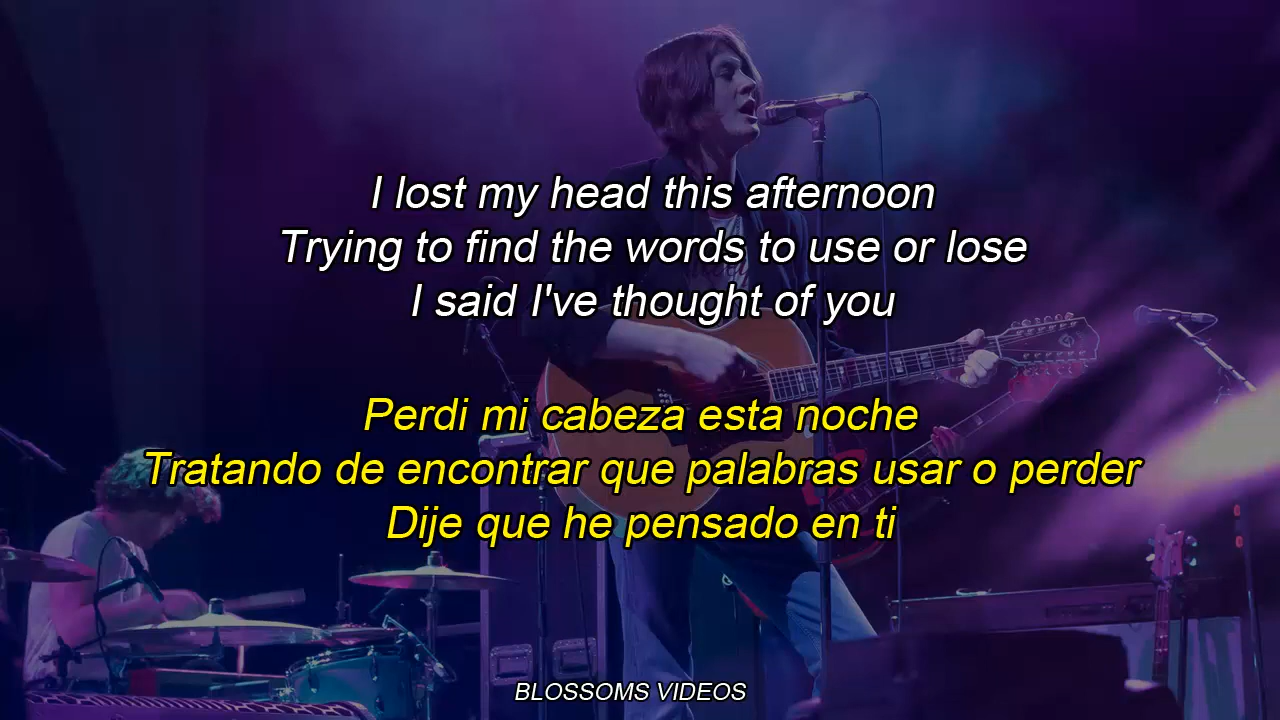 I lost my head this afternoon
Trying to find the words to use or lose
I said I've thought of you
Perdi mi cabeza esta noche
Tratando de encontrar que palabras usar o perder
Dije que he pensado en ti
BLOSSOMS VIDEOS